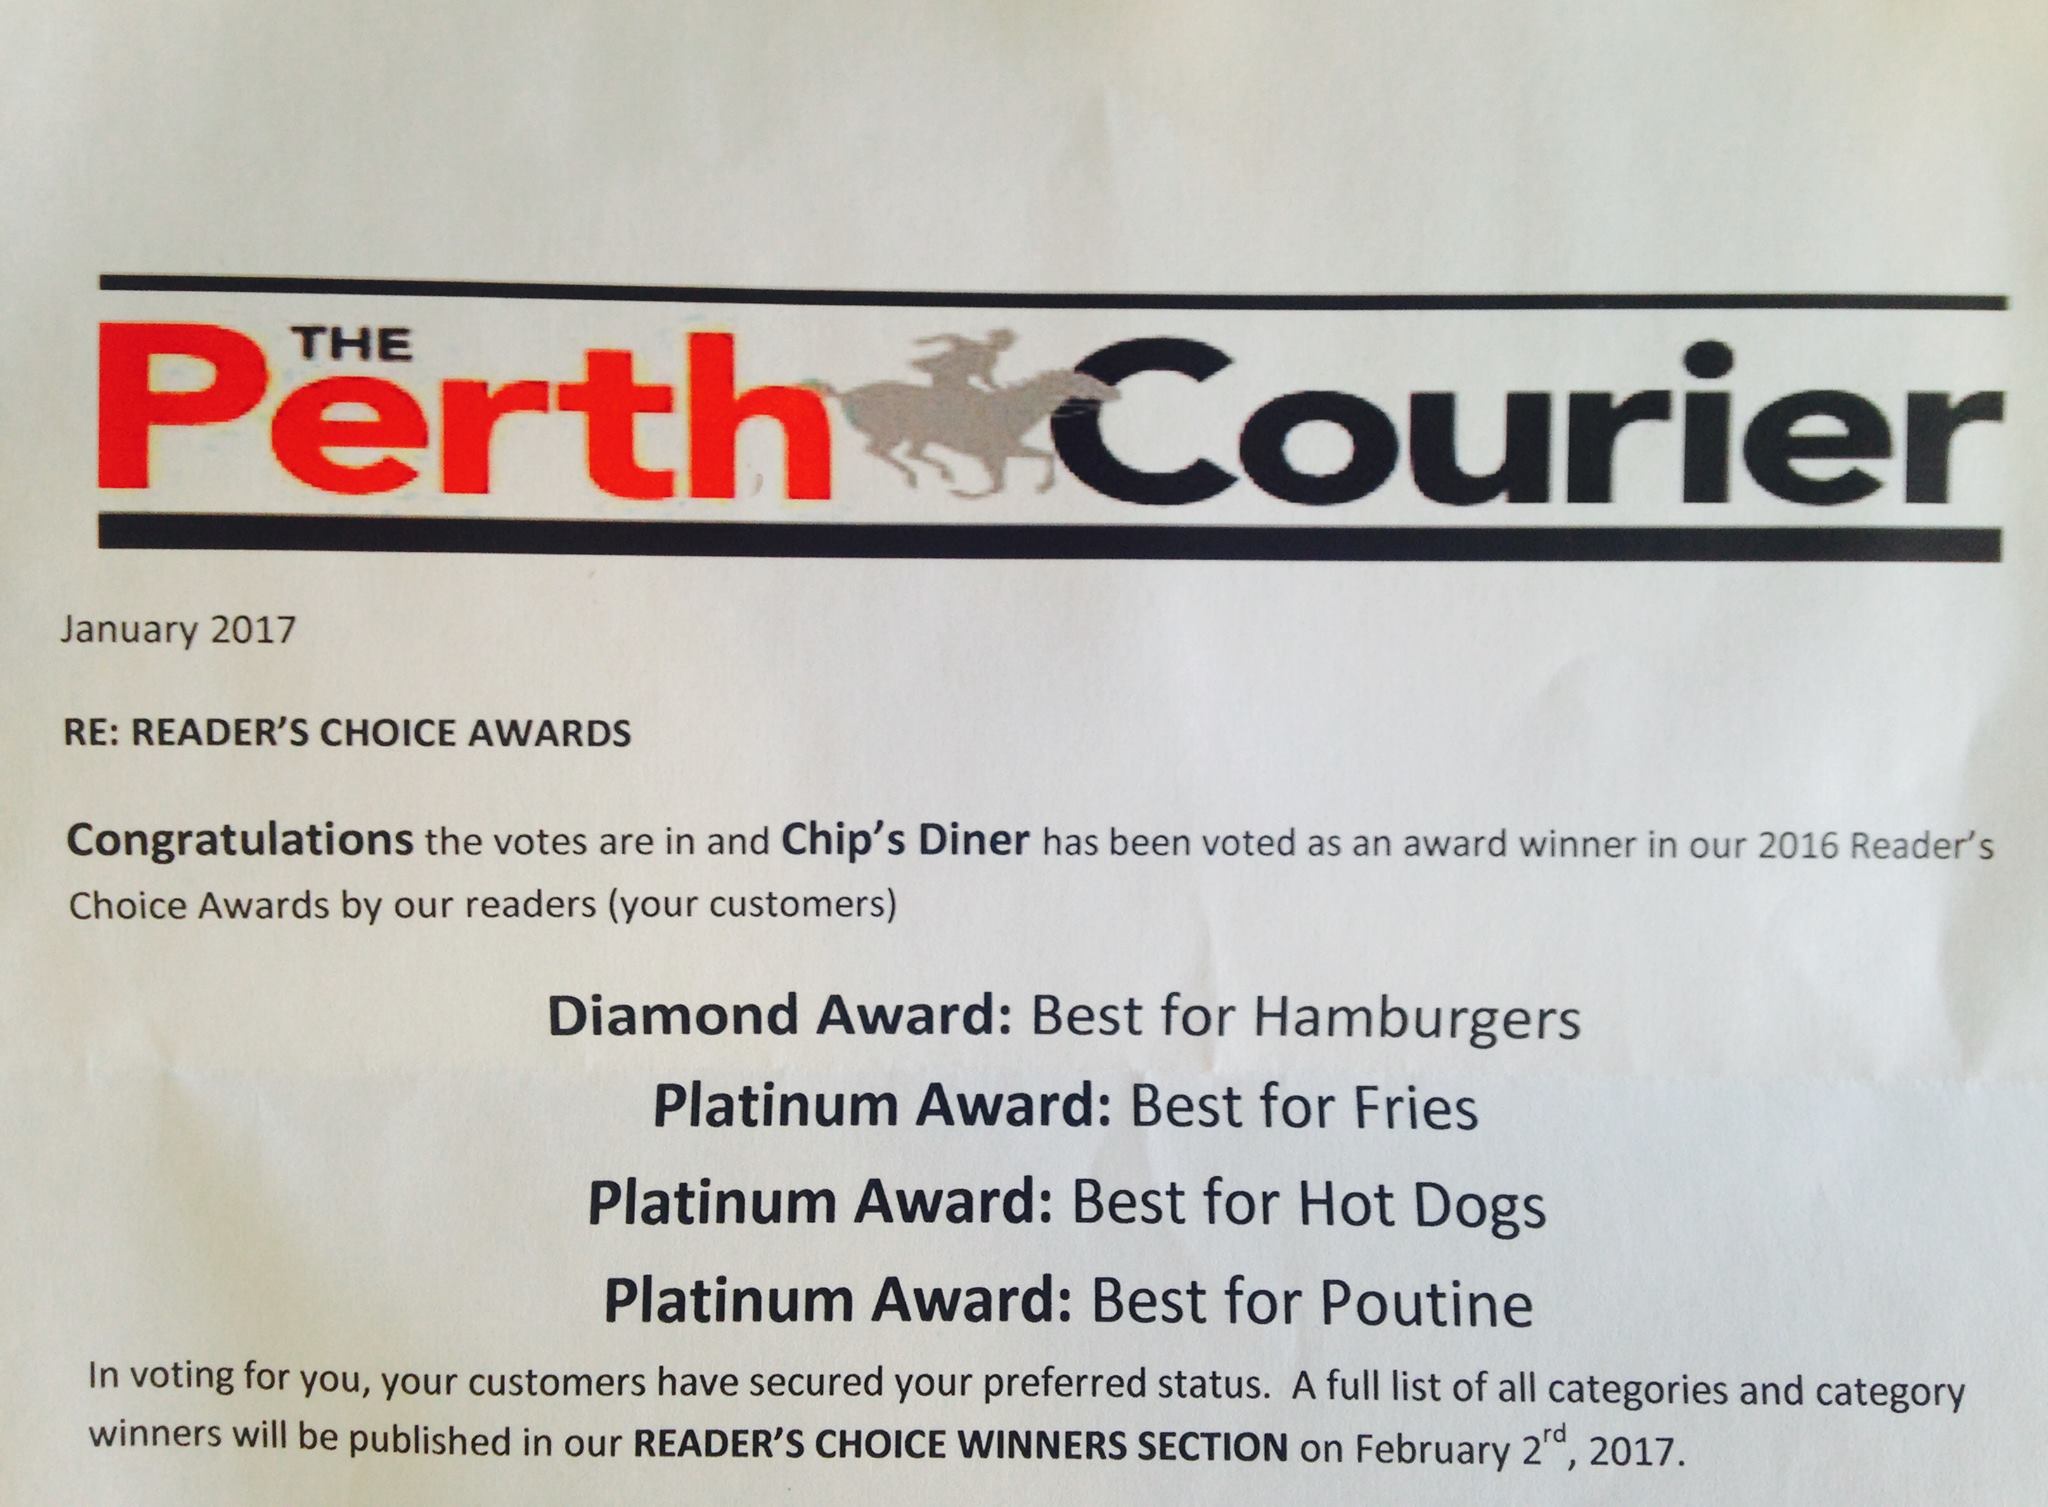 THE
Perth Courier
January 2017
RE: READER'S CHOICE AWARDS
Congratulations the votes are in and Chip's Diner has been voted as an award winner in our 2016 Reader's
Choice Awards by our readers (your customers)
Diamond Award: Best for Hamburgers
Platinum Award: Best for Fries
Platinum Award: Best for Hot Dogs
Platinum Award: Best for Poutine
In voting for you, your customers have secured your preferred status.  A full list of all categories and category
winners will be published in our READER'S CHOICE WINNERS SECTION on February 2rd, 2017.